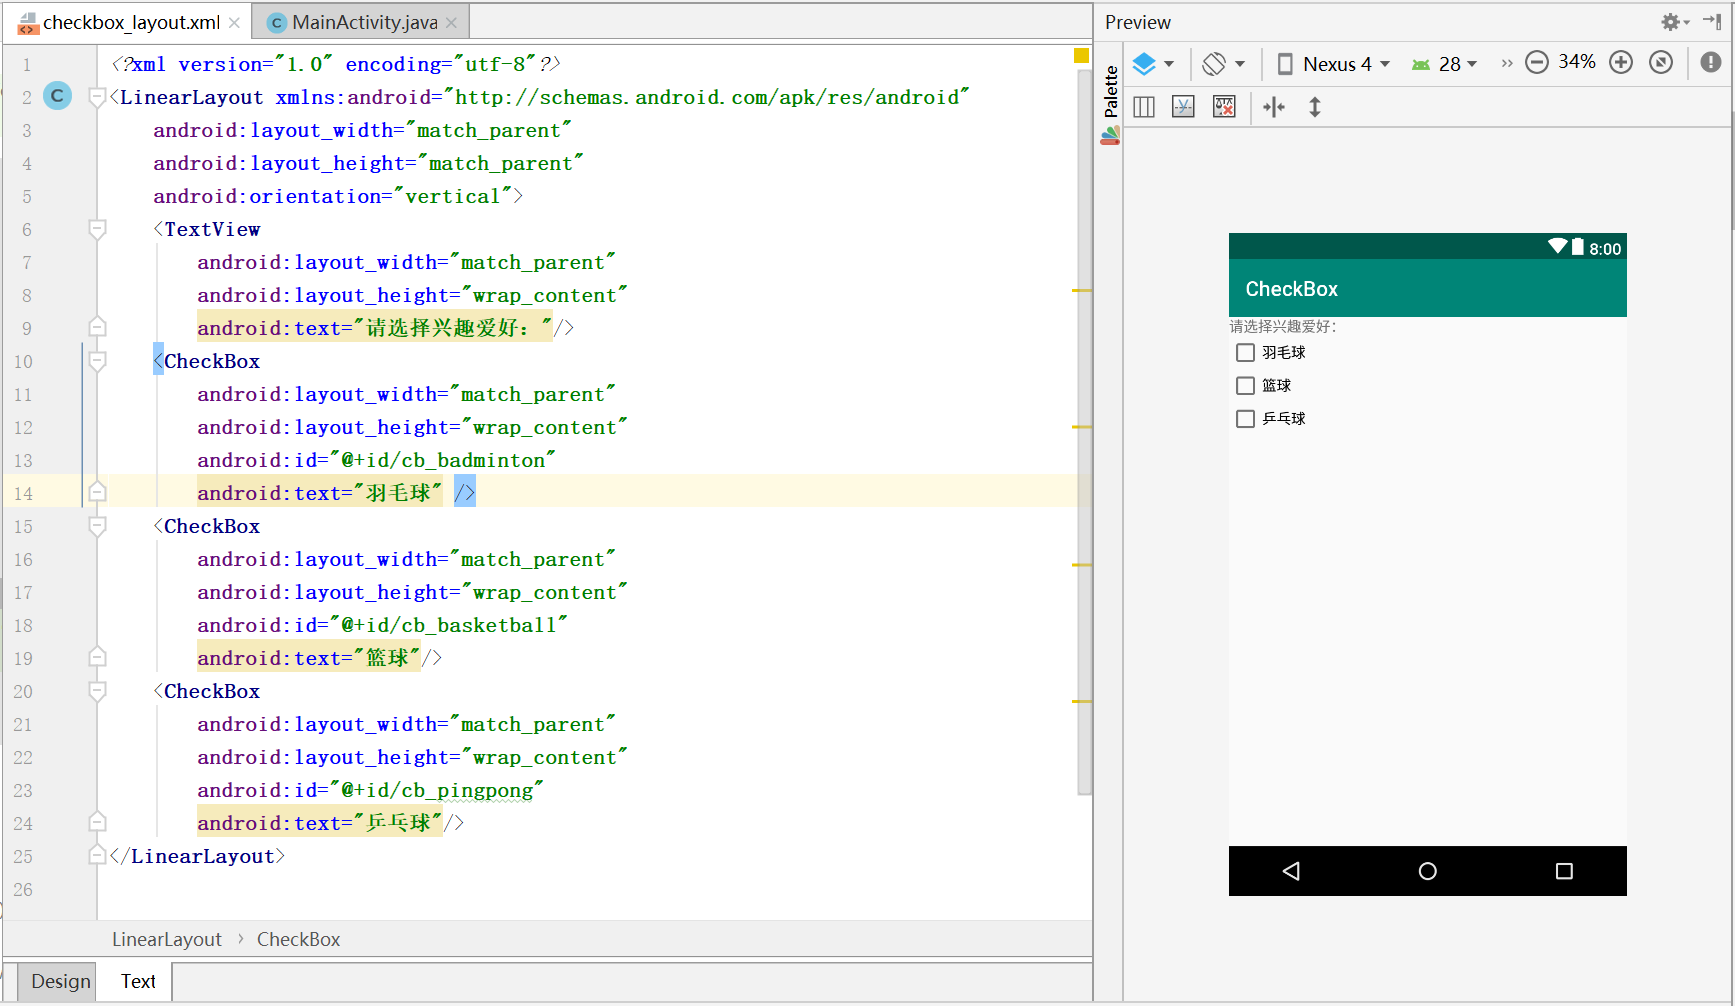 checkbox_layout.xml
MainActivity.java
1 <?xml version="1.0" encoding="utf-8"?>
2 <LinearLayout xmlns:android="http://schemas.android.com/apk/res/android"
3 android:layout_width="match_parent"
4 android:layout_height="match_parent"
5 android:orientation="vertical">
6 <TextView
7 android:layout_width="match_parent"
8 android:layout_height="wrap_content"
9 android:text="请选择兴趣爱好："/>
10 <CheckBox
11 android:layout_width="match_parent"
12 android:layout_height="wrap_content"
13 android:id="@+id/cb_badminton"
14 android:text="羽毛球" />
15 <CheckBox
16 android:layout_width="match_parent"
17 android:layout_height="wrap_content"
18 android:id="@+id/cb_basketball"
19 android:text="篮球"/>
20 <CheckBox
21 android:layout_width="match_parent"
22 android:layout_height="wrap_content"
23 android:id="@+id/cb_pingpong"
24 android:text="乒乓球"/>
25 </LinearLayout>
26
LinearLayout › CheckBox
Design Text
Preview
Palette
Nexus 4 28 » 34%
8:00
CheckBox
请选择兴趣爱好：
羽毛球
篮球
乒乓球